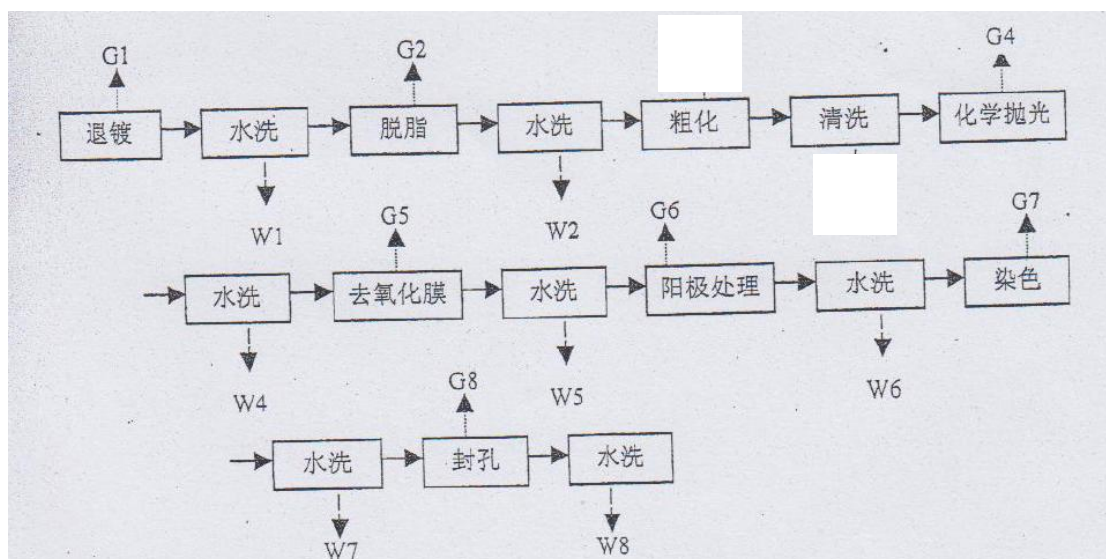 G1 G2 G4
退镀 水洗 脱脂 水洗 粗化 清洗 化学抛光
W1 W2
G5 G6 G7
水洗 去氧化膜 水洗 阳极处理 水洗 染色
W4 W5 W6
G8
水洗 封孔 水洗
W7 W8